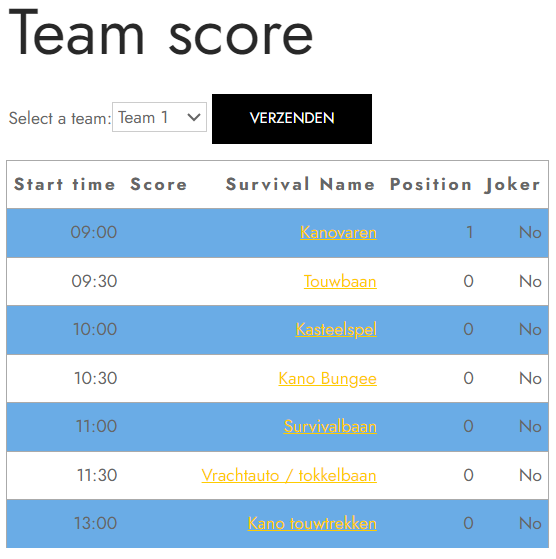 Team score
Select a team: Team 1 VERZENDEN
Start time Score Survival Name Position Joker
09:00 Kanovaren 1 No
09:30 Touwbaan 0 No
10:00 Kasteelspel 0 No
10:30 Kano Bungee 0 No
11:00 Survivalbaan 0 No
11:30 Vrachtauto / tokkelbaan 0 No
13:00 Kano touwtrekken 0 No